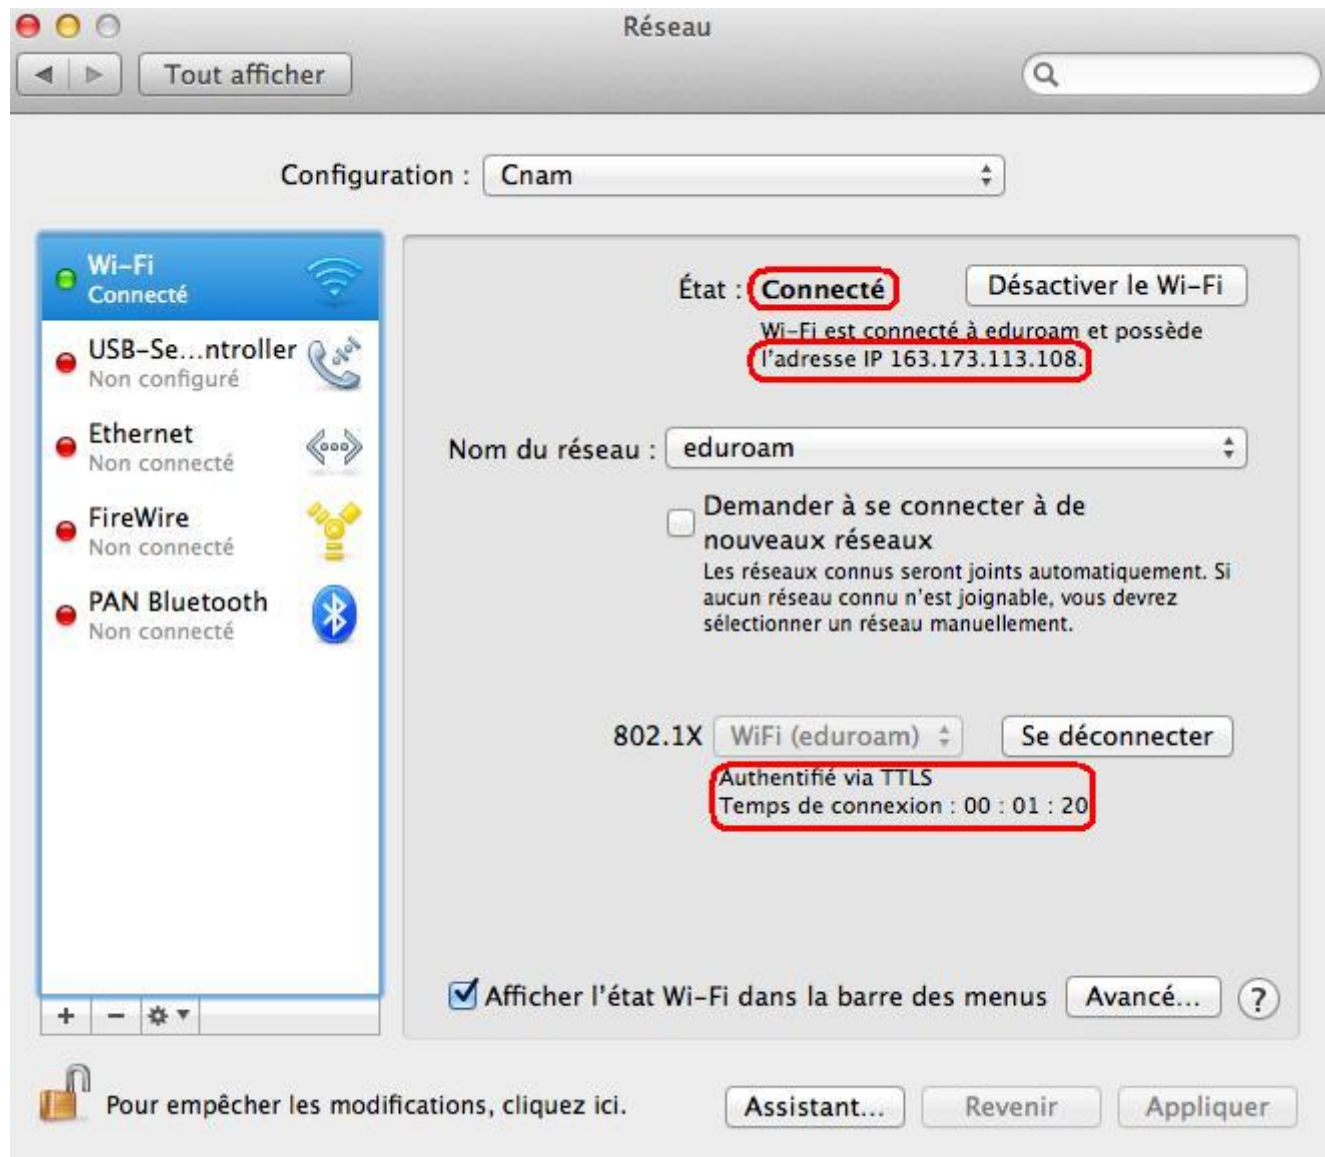 Réseau
Tout afficher
Configuration : Cnam
Wi-Fi
Connecté
USB-Se...ntroller
Non configuré
Ethernet
Non connecté
FireWire
Non connecté
PAN Bluetooth
Non connecté
État : Connecté
Désactiver le Wi-Fi
Wi-Fi est connecté à eduroam et possède
l'adresse IP 163.173.113.108.
Nom du réseau : eduroam
Demander à se connecter à de
nouveaux réseaux
Les réseaux connus seront joints automatiquement. Si
aucun réseau connu n'est joignable, vous devrez
sélectionner un réseau manuellement.
802.1X WiFi (eduroam) Se déconnecter
Authentifié via TTLS
Temps de connexion : 00 : 01 : 20
Afficher l'état Wi-Fi dans la barre des menus Avancé... ?
Pour empêcher les modifications, cliquez ici.
Assistant... Revenir Appliquer